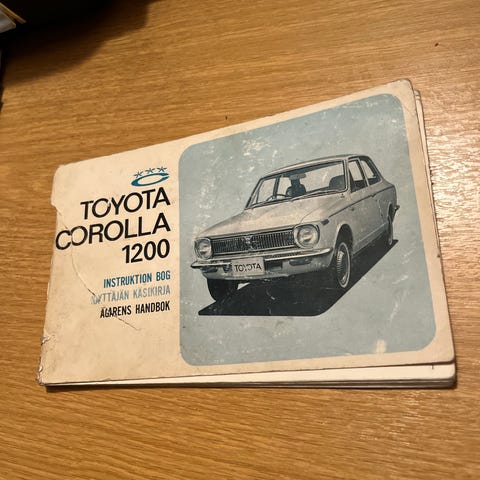 TOYOTA
COROLLA
1200
INSTRUKTION BOG
KÄSIKIRJA
ÄGARENS HANDBOK
TOYOTA